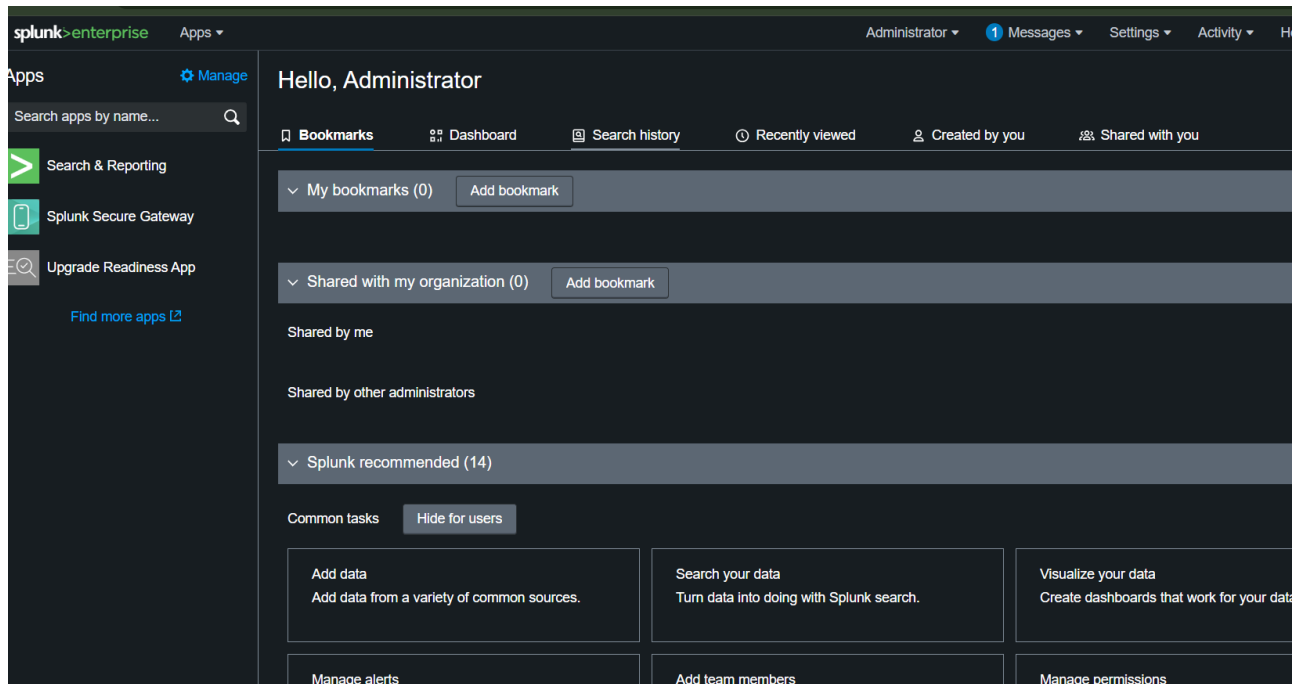 splunk>enterprise Apps
Administrator 1 Messages Settings Activity
Apps Manage
Search apps by name...
Search & Reporting
Splunk Secure Gateway
Upgrade Readiness App
Find more apps
Hello, Administrator
Bookmarks Dashboard Search history Recently viewed Created by you Shared with you
My bookmarks (0) Add bookmark
Shared with my organization (0) Add bookmark
Shared by me
Shared by other administrators
Splunk recommended (14)
Common tasks Hide for users
Add data
Add data from a variety of common sources.
Search your data
Turn data into doing with Splunk search.
Visualize your data
Create dashboards that work for your data
Manage alerts
Add team members
Manage permissions